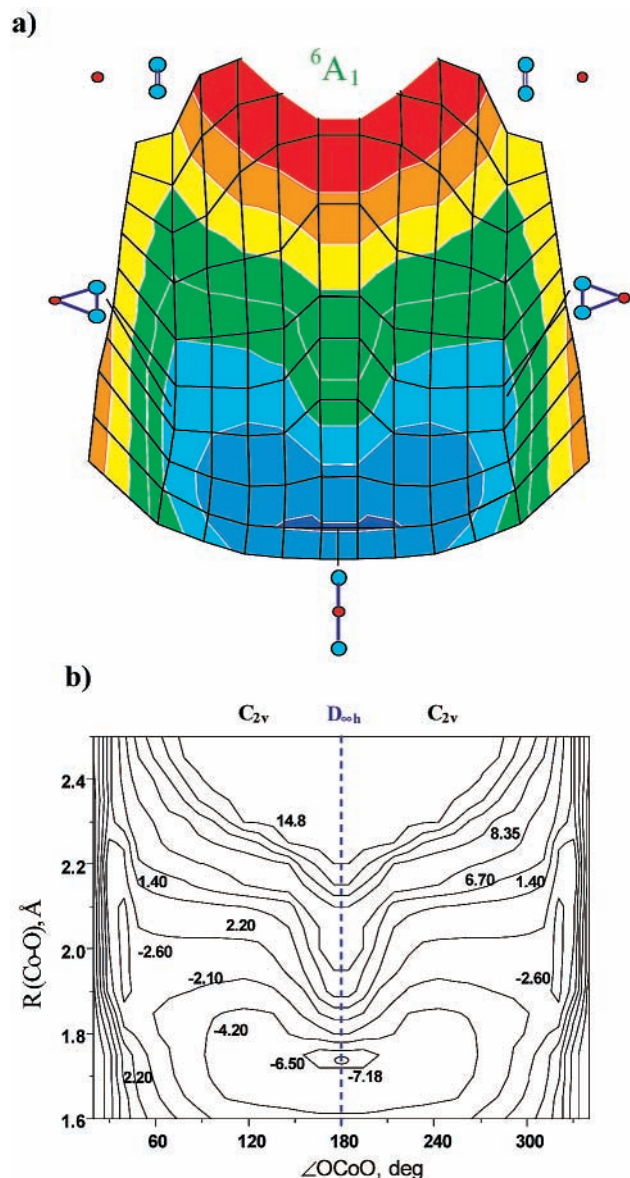 a)
⁶A₁
b)
C₂ᵥ D∞h C₂ᵥ
2.4
14.8
8.35
2.2
1.40 6.70 1.40
2.20
R(Co-O), Å
2.0
-2.60 -2.10 -2.60
1.8
-4.20
-6.50 -7.18
2.20
1.6
60 120 180 240 300
∠OCoO, deg